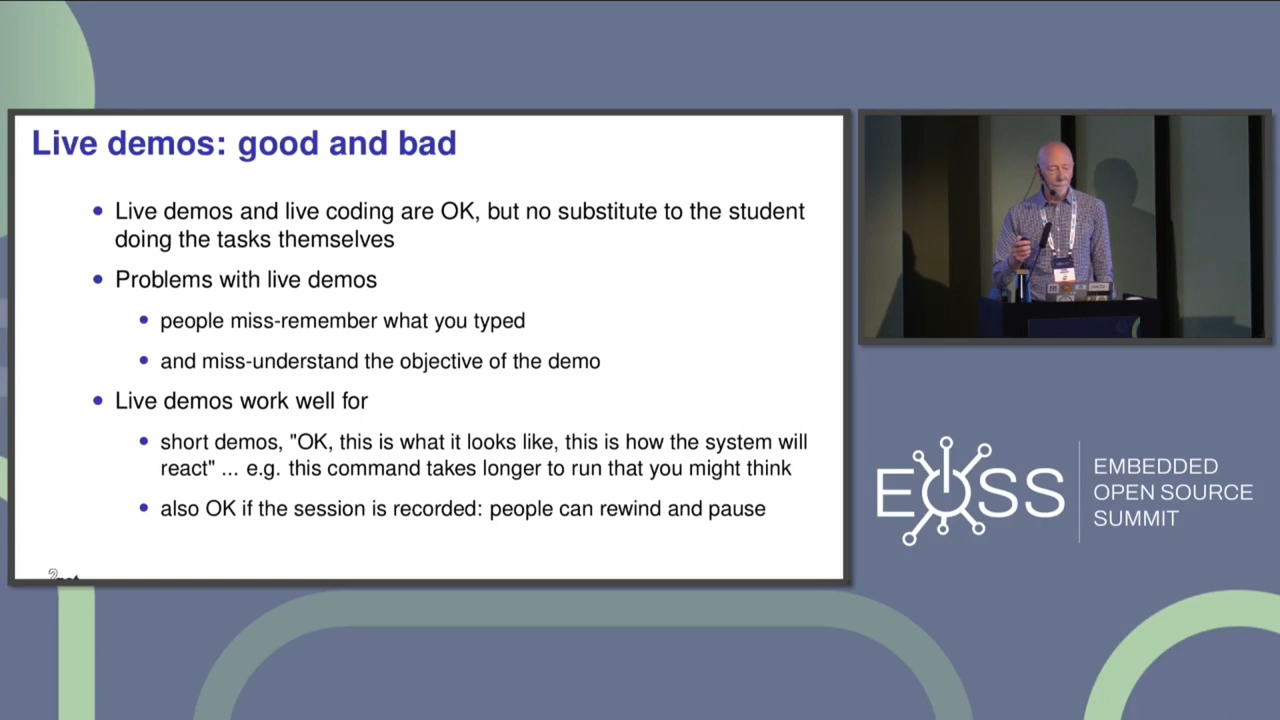 Live demos: good and bad
• Live demos and live coding are OK, but no substitute to the student
doing the tasks themselves
• Problems with live demos
• people miss-remember what you typed
• and miss-understand the objective of the demo
• Live demos work well for
• short demos, "OK, this is what it looks like, this is how the system will
react" ... e.g. this command takes longer to run that you might think
• also OK if the session is recorded: people can rewind and pause
EOSS
EMBEDDED
OPEN SOURCE
SUMMIT